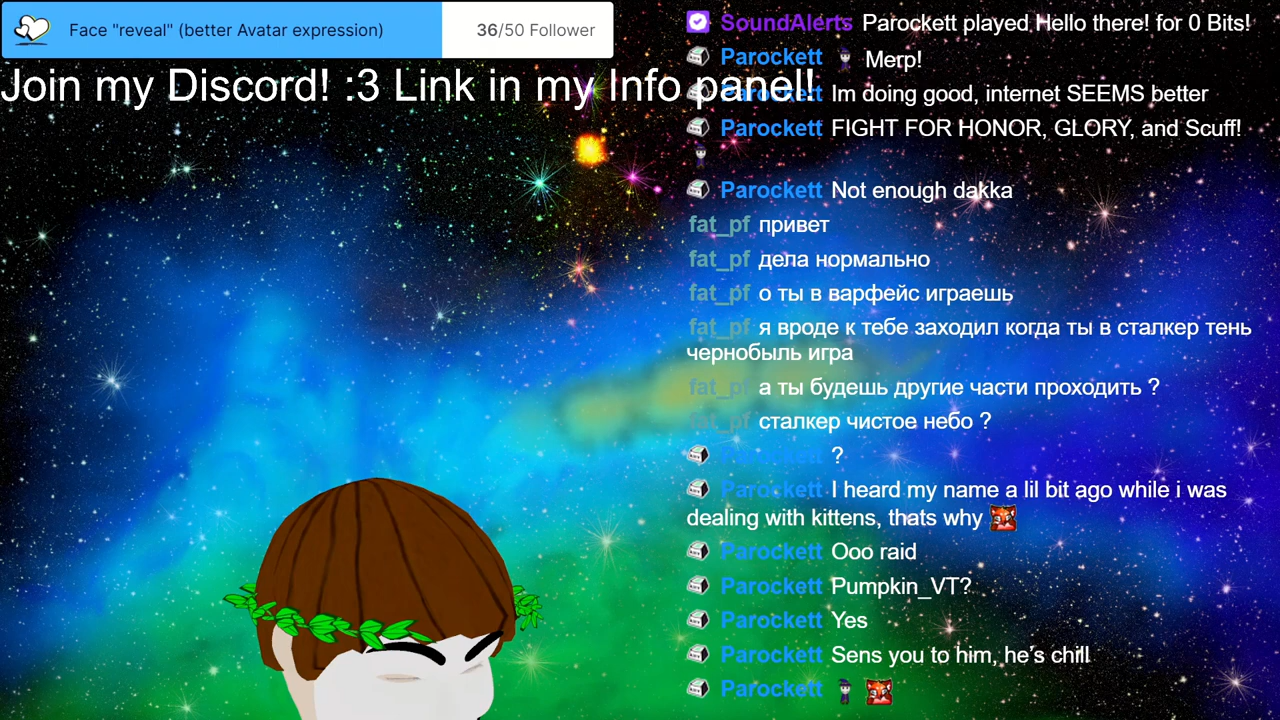 Face "reveal" (better Avatar expression)
36/50 Follower
Join my Discord! :3 Link in my Info panel!
SoundAlerts Parockett played Hello there! for 0 Bits!
Parockett Merp!
Parockett Im doing good, internet SEEMS better
Parockett FIGHT FOR HONOR, GLORY, and Scuff!
Parockett Not enough dakka
fat_pf привет
fat_pf дела нормально
fat_pf о ты в варфейс играешь
fat_pf я вроде к тебе заходил когда ты в сталкер тень
чернобыль игра
fat_pf а ты будешь другие части проходить ?
fat_pf сталкер чистое небо ?
Parockett ?
Parockett I heard my name a lil bit ago while i was
dealing with kittens, thats why
Parockett Ooo raid
Parockett Pumpkin_VT?
Parockett Yes
Parockett Sens you to him, he's chill
Parockett